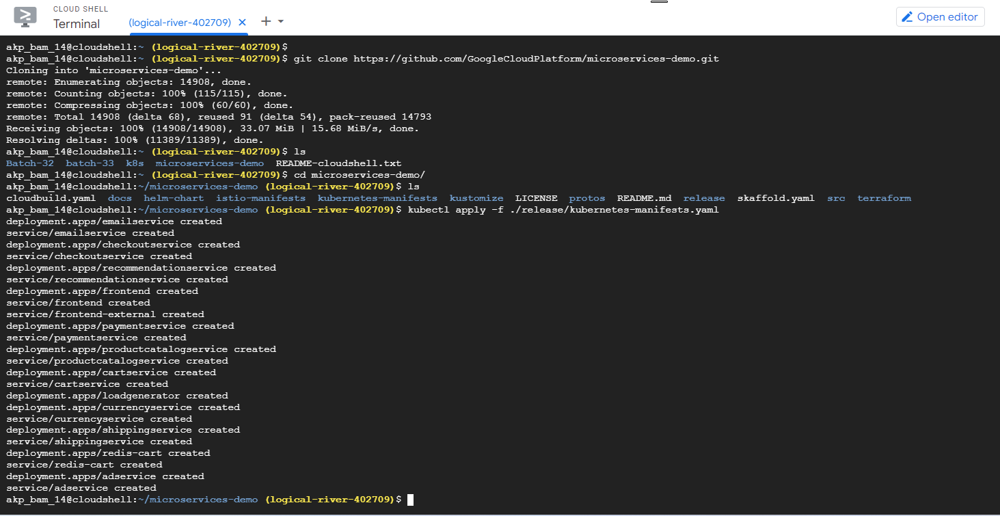 CLOUD SHELL
Terminal
(logical-river-402709)
Open editor
akp_bam_14@cloudshell:~ (logical-river-402709)$
akp_bam_14@cloudshell:~ (logical-river-402709)$ git clone https://github.com/GoogleCloudPlatform/microservices-demo.git
Cloning into 'microservices-demo'...
remote: Enumerating objects: 14908, done.
remote: Counting objects: 100% (115/115), done.
remote: Compressing objects: 100% (60/60), done.
remote: Total 14908 (delta 68), reused 91 (delta 54), pack-reused 14793
Receiving objects: 100% (14908/14908), 33.07 MiB | 15.68 MiB/s, done.
Resolving deltas: 100% (11389/11389), done.
akp_bam_14@cloudshell:~ (logical-river-402709)$ ls
Batch-32  batch-33  k8s  microservices-demo  README-cloudshell.txt
akp_bam_14@cloudshell:~ (logical-river-402709)$ cd microservices-demo/
akp_bam_14@cloudshell:~/microservices-demo (logical-river-402709)$ ls
cloudbuild.yaml  docs  helm-chart  istio-manifests  kubernetes-manifests  kustomize  LICENSE  protos  README.md  release  skaffold.yaml  src  terraform
akp_bam_14@cloudshell:~/microservices-demo (logical-river-402709)$ kubectl apply -f ./release/kubernetes-manifests.yaml
deployment.apps/emailservice created
service/emailservice created
deployment.apps/checkoutservice created
service/checkoutservice created
deployment.apps/recommendationservice created
service/recommendationservice created
deployment.apps/frontend created
service/frontend created
service/frontend-external created
deployment.apps/paymentservice created
service/paymentservice created
deployment.apps/productcatalogservice created
service/productcatalogservice created
deployment.apps/cartservice created
service/cartservice created
deployment.apps/loadgenerator created
deployment.apps/currencyservice created
service/currencyservice created
deployment.apps/shippingservice created
service/shippingservice created
deployment.apps/redis-cart created
service/redis-cart created
deployment.apps/adservice created
service/adservice created
akp_bam_14@cloudshell:~/microservices-demo (logical-river-402709)$